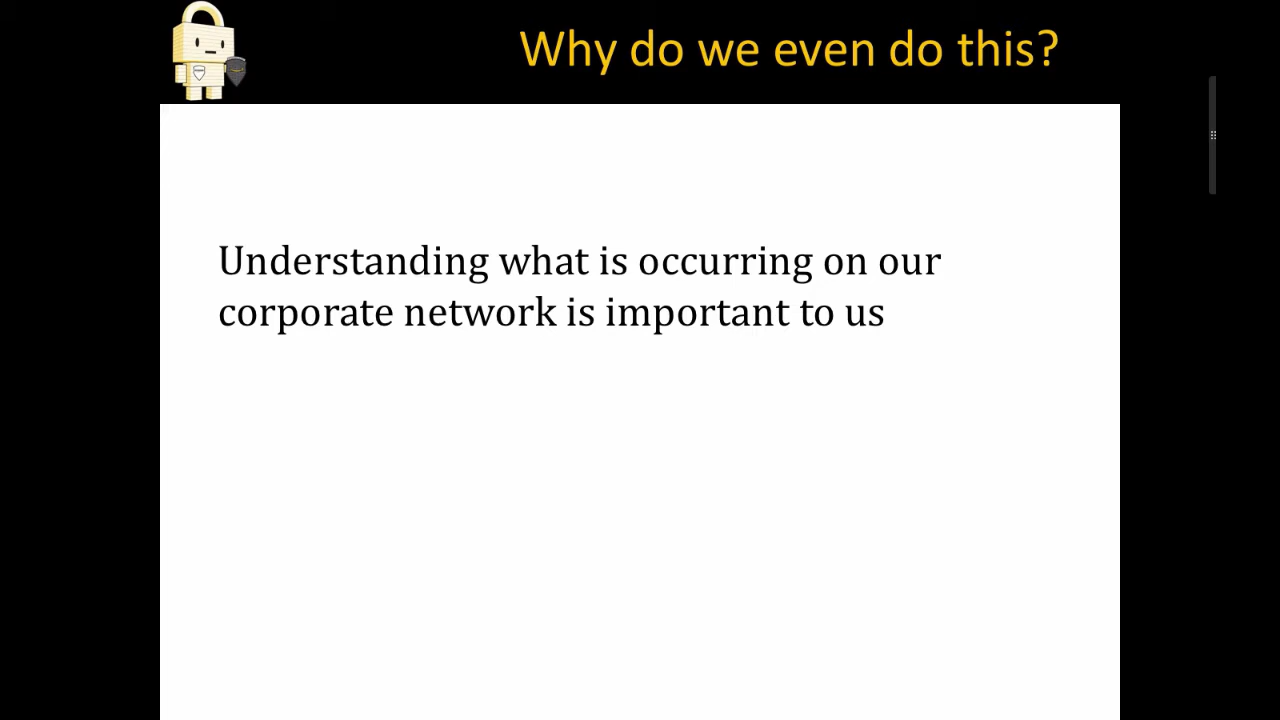 Why do we even do this?
Understanding what is occurring on our
corporate network is important to us